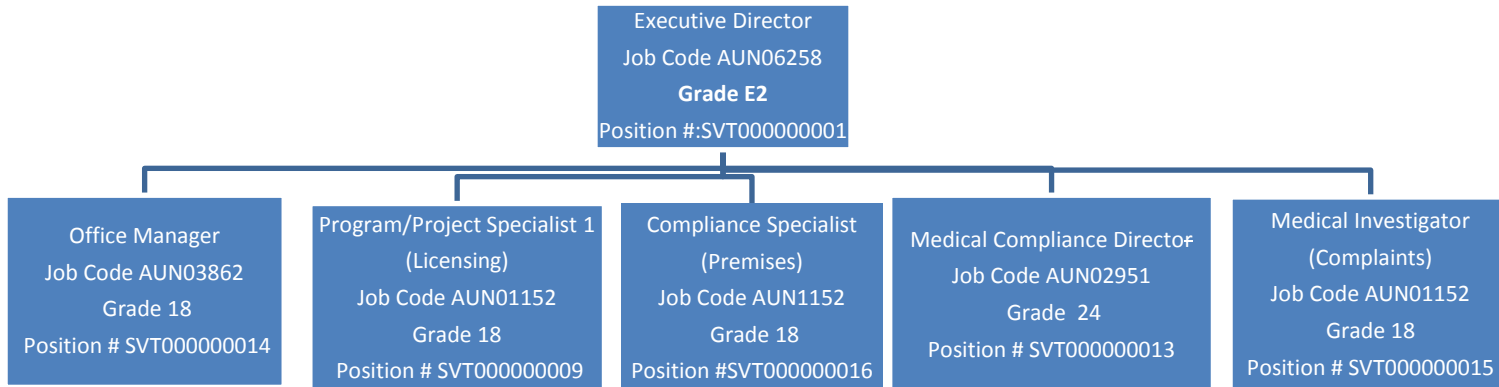 Executive Director
Job Code AUN06258
Grade E2
Position #:SVT000000001
Office Manager
Job Code AUN03862
Grade 18
Position # SVT000000014
Program/Project Specialist 1
(Licensing)
Job Code AUN01152
Grade 18
Position # SVT000000009
Compliance Specialist
(Premises)
Job Code AUN1152
Grade 18
Position #SVT000000016
Medical Compliance Director
Job Code AUN02951
Grade 24
Position # SVT000000013
Medical Investigator
(Complaints)
Job Code AUN01152
Grade 18
Position # SVT000000015